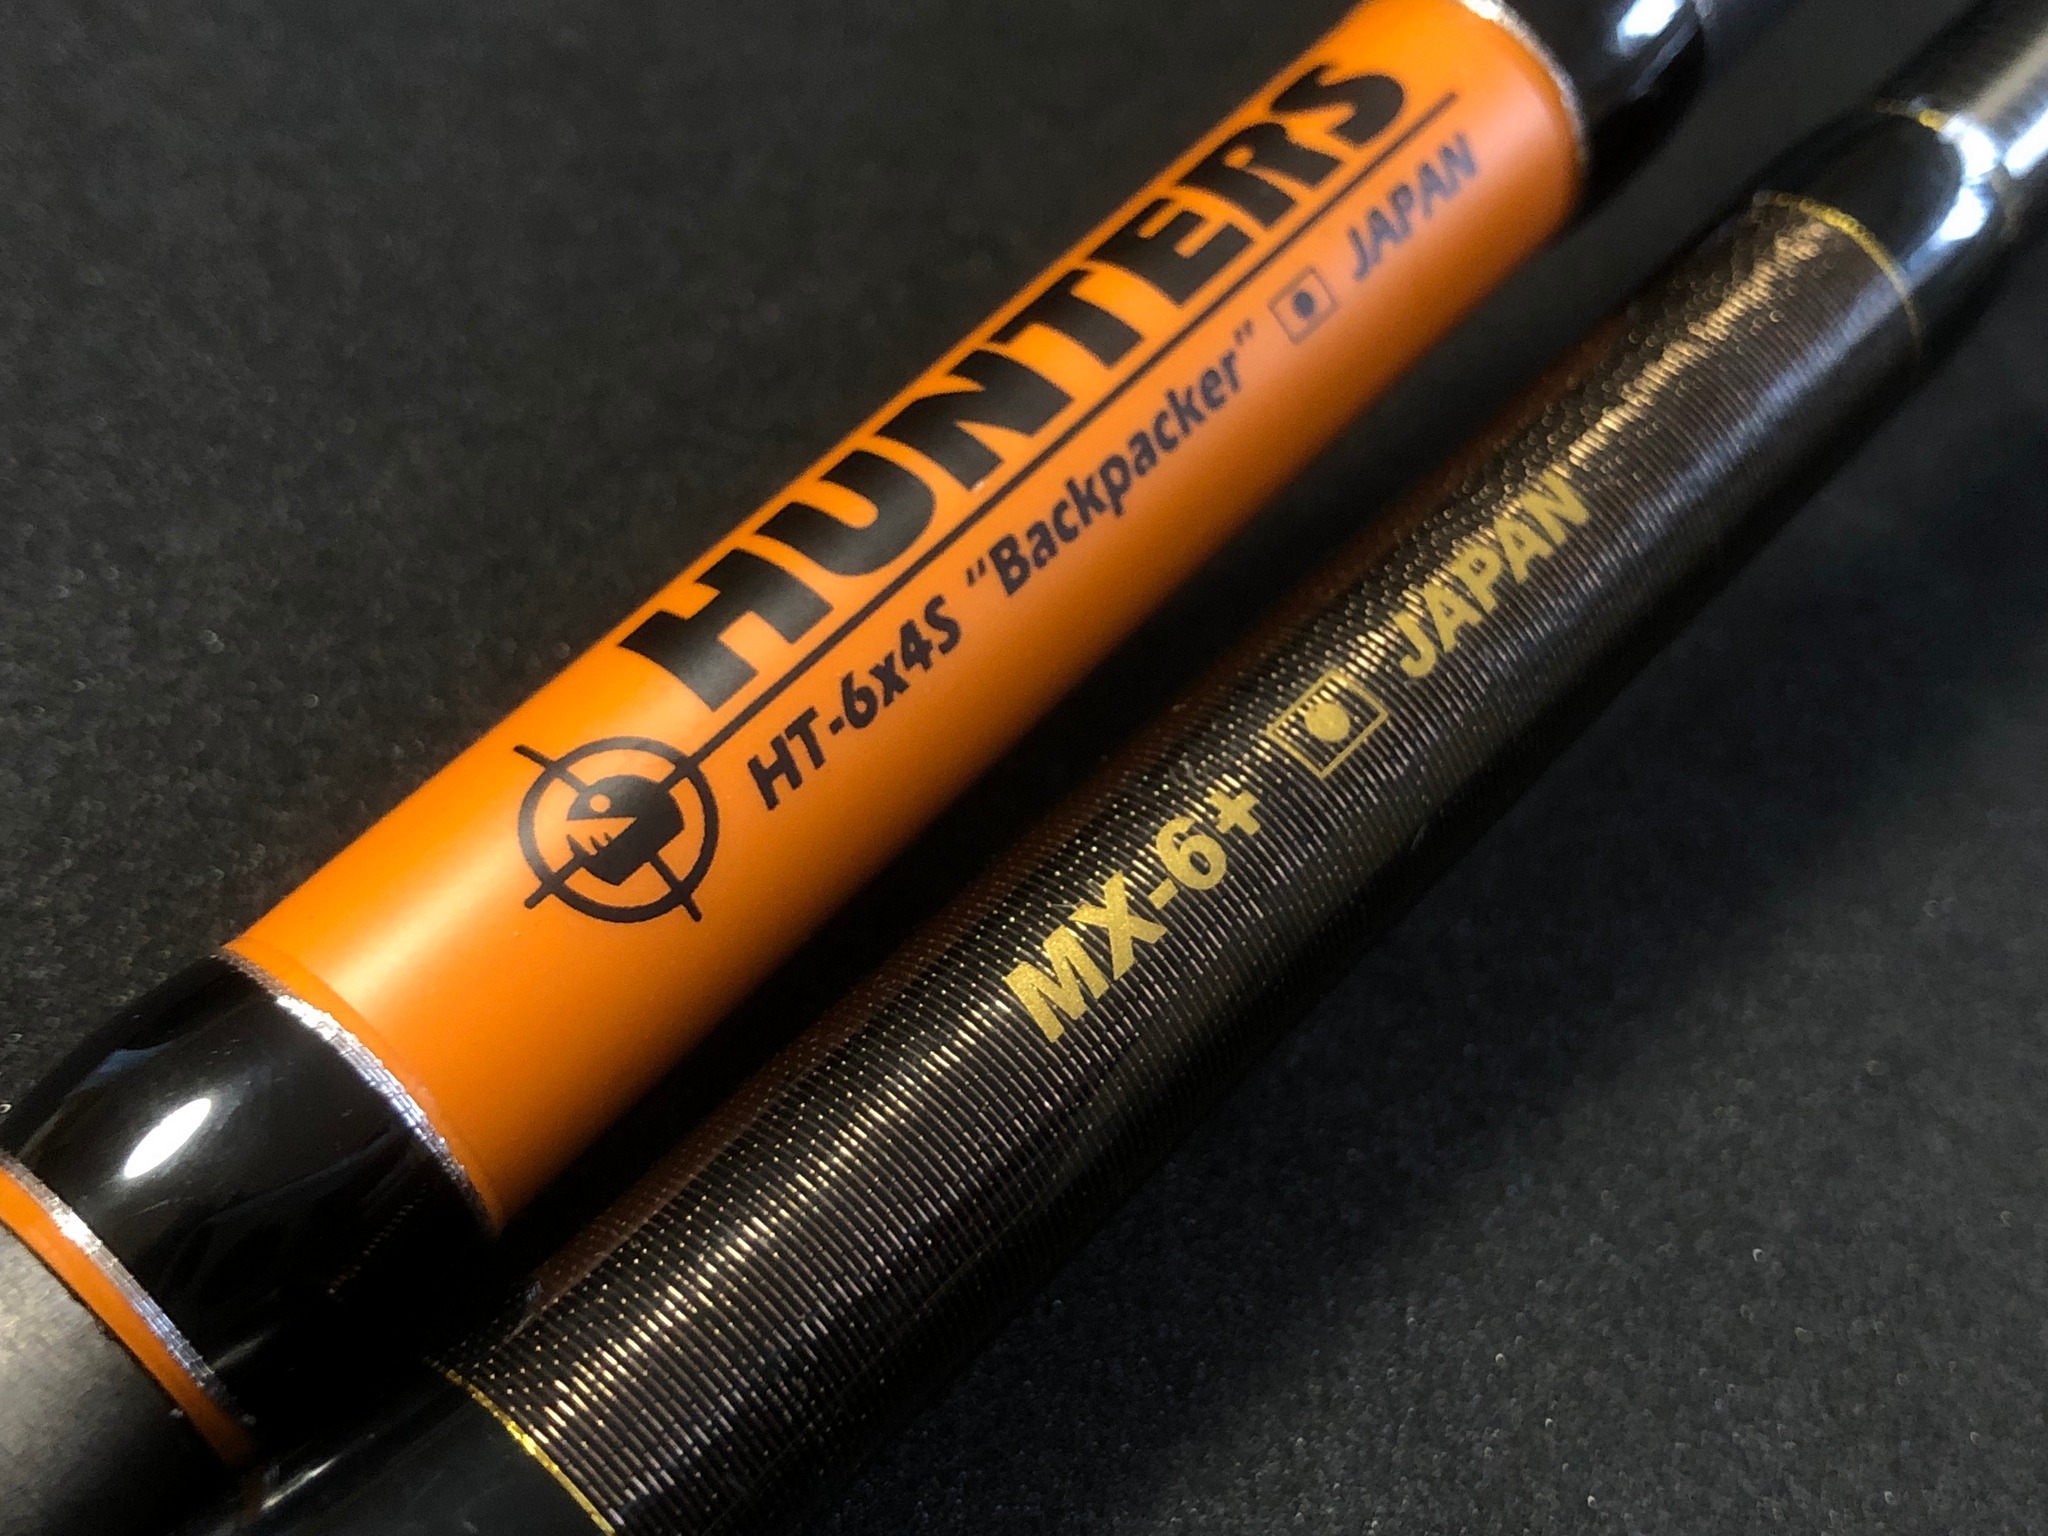 HUNTERS
HT-6x4S "Backpacker" JAPAN
MX-6+ JAPAN